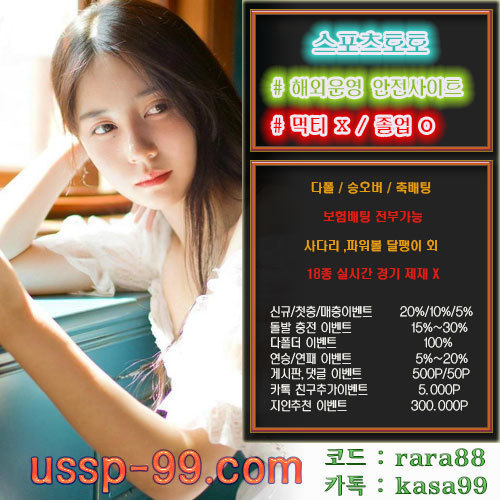 스포츠토토
# 해외운영 안전사이트
# 먹티 X / 졸업 O
다폴 / 승오버 / 축배팅
보험배팅 전부가능
사다리 ,파워볼 달팽이 외
18종 실시간 경기 제재 X
신규/첫충/매충이벤트 20%/10%/5%
돌발 충전 이벤트 15%~30%
다폴더 이벤트 100%
연승/연패 이벤트 5%~20%
게시판,댓글 이벤트 500P/50P
카톡 친구추가이벤트 5.000P
지인추천 이벤트 300.000P
ussp-99.com
코드 : rara88
카톡 : kasa99